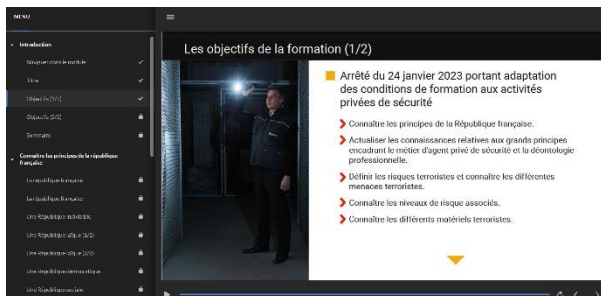 MENU
Introduction
Naviguer dans le module
Titre
Objectifs (1/2)
Objectifs (2/2)
Sommaire
Connaître les principes de la république
française
La république française
La république française
Une République indivisible
Une République laïque (1/2)
Une République laïque (2/2)
Une République démocratique
Une République sociale
Les objectifs de la formation (1/2)
Arrêté du 24 janvier 2023 portant adaptation
des conditions de formation aux activités
privées de sécurité
Connaître les principes de la République française.
Actualiser les connaissances relatives aux grands principes
encadrant le métier d'agent privé de sécurité et la déontologie
professionnelle.
Définir les risques terroristes et connaître les différentes
menaces terroristes.
Connaître les niveaux de risque associés.
Connaître les différents matériels terroristes.